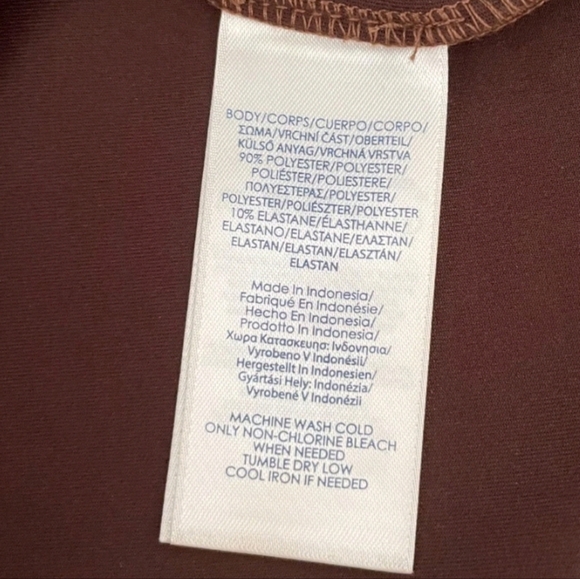 BODY/CORPS/CUERPO/CORPO/
ΣΩΜΑ/VRCHNÍ ČÁST/OBERTEIL/
KÜLSŐ ANYAG/VRCHNÁ VRSTVA
90% POLYESTER/POLYESTER/
POLIÉSTER/POLIESTERE/
ΠΟΛΥΕΣΤΕΡΑΣ/POLYESTER/
POLYESTER/POLIÉSZTER/POLYESTER
10% ELASTANE/ÉLASTHANNE/
ELASTANO/ELASTANE/ΕΛΑΣΤΑΝ/
ELASTAN/ELASTAN/ELASZTÁN/
ELASTAN
Made In Indonesia/
Fabriqué En Indonésie/
Hecho En Indonesia/
Prodotto In Indonesia/
Χωρα Κατασκευηα: Ινδονησια/
Vyrobeno V Indonésii/
Hergestellt In Indonesien/
Gyártási Hely: Indonézia/
Vyrobené V Indonézii
MACHINE WASH COLD
ONLY NON-CHLORINE BLEACH
WHEN NEEDED
TUMBLE DRY LOW
COOL IRON IF NEEDED